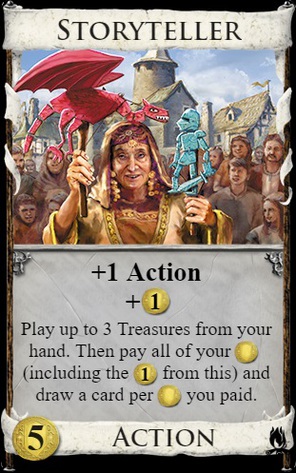 STORYTELLER
+1 Action
+1
Play up to 3 Treasures from your
hand. Then pay all of your
(including the 1 from this) and
draw a card per you paid.
5 ACTION